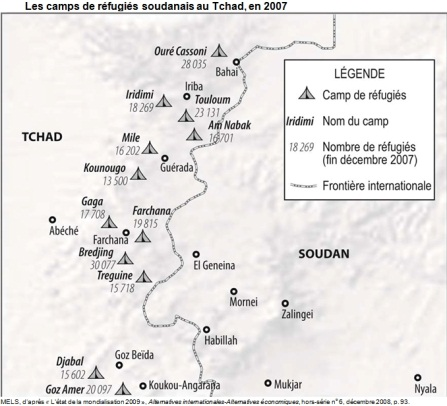 Les camps de réfugiés soudanais au Tchad, en 2007
Ouré Cassoni
28 035
Bahaï
Iriba
Iridimi
18 269
Touloum
23 131
Am Nabak
16 701
TCHAD
Mile
16 202
Guérada
Kounougo
13 500
Gaga
17 708
Farchana
19 815
Abéché
Farchana
Bredjing
30 077
Treguine
15 718
El Geneina
SOUDAN
Mornei
Zalingei
Habillah
Djabal
15 602
Goz Beïda
Goz Amer 20 097
Koukou-Angarana
Mukjar
Nyala
LÉGENDE
Camp de réfugiés
Iridimi Nom du camp
18 269 Nombre de réfugiés
(fin décembre 2007)
Frontière internationale
MELS, d'après « L'état de la mondialisation 2009 », Alternatives internationales-Alternatives économiques, hors-série n° 6, décembre 2008, p. 93.